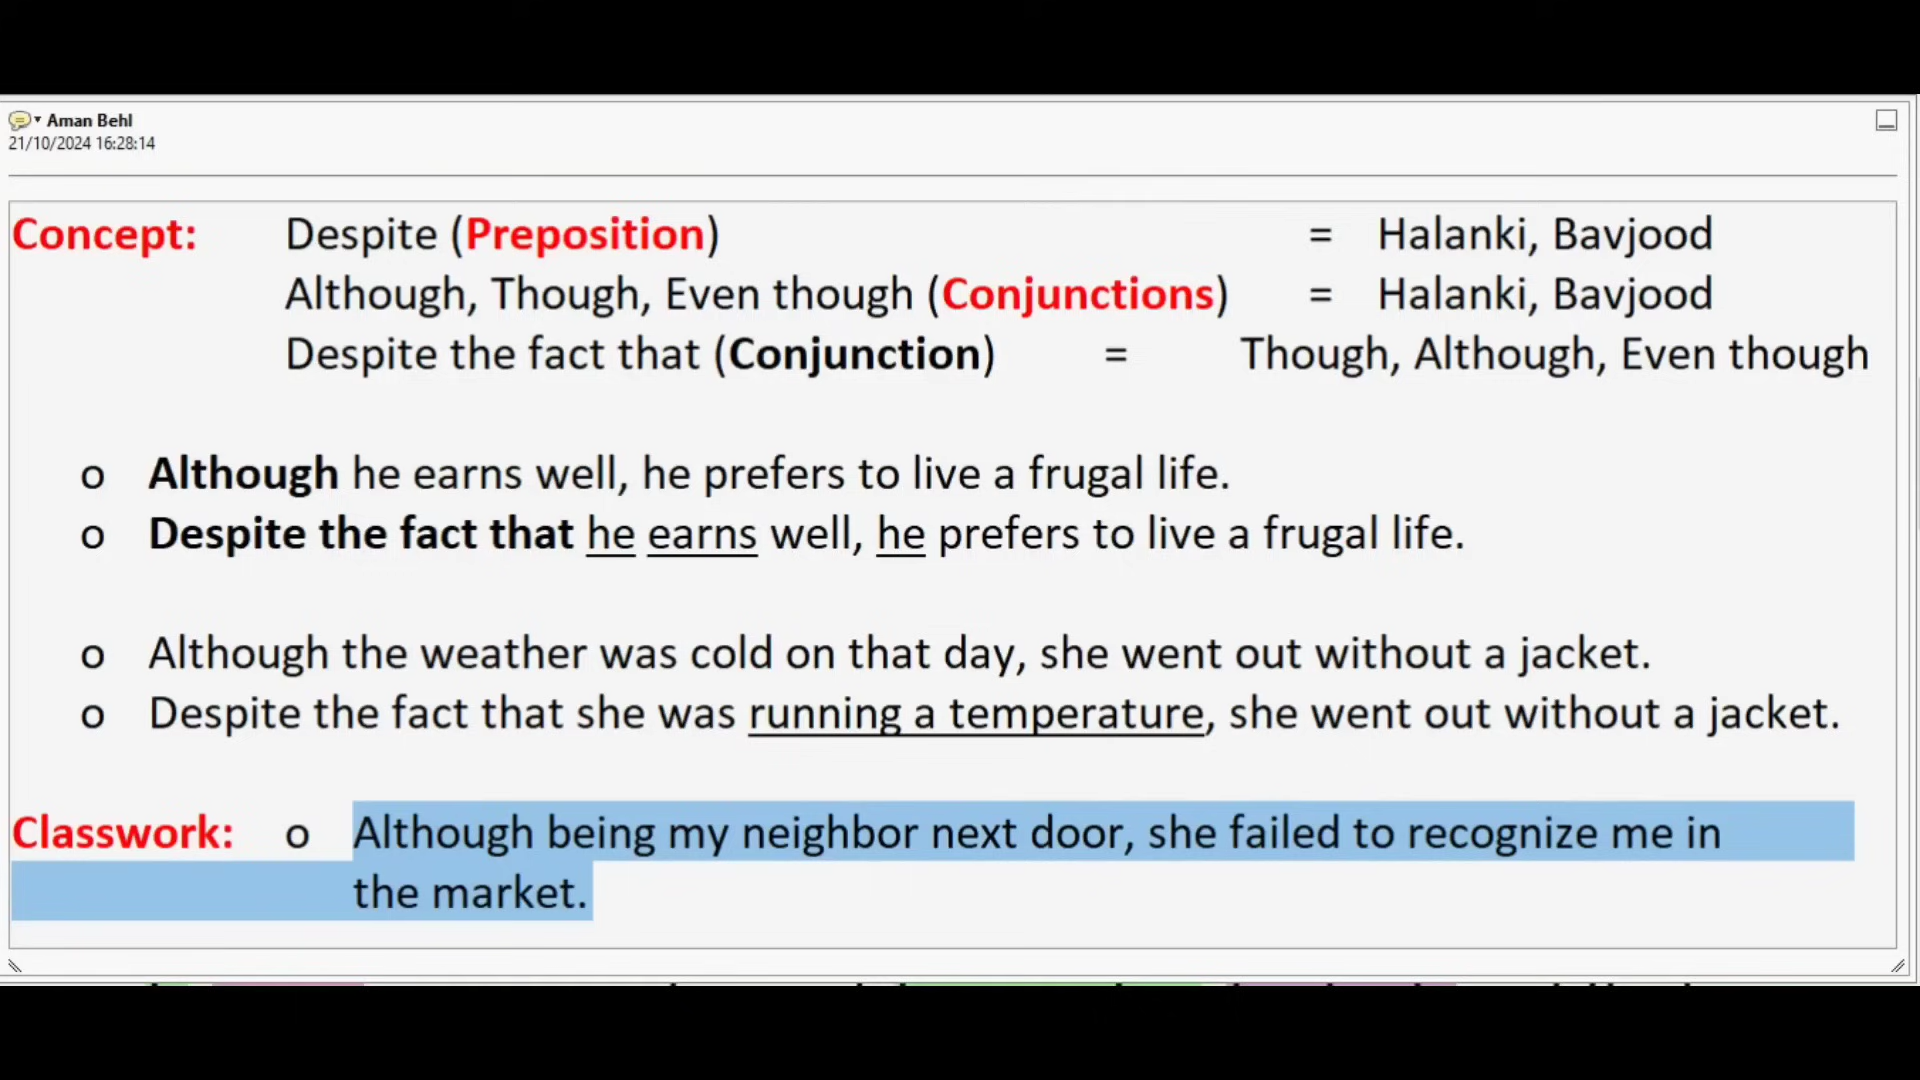 Aman Behl
21/10/2024 16:28:14
Concept: Despite (Preposition) = Halanki, Bavjood
Although, Though, Even though (Conjunctions) = Halanki, Bavjood
Despite the fact that (Conjunction) = Though, Although, Even though
o Although he earns well, he prefers to live a frugal life.
o Despite the fact that he earns well, he prefers to live a frugal life.
o Although the weather was cold on that day, she went out without a jacket.
o Despite the fact that she was running a temperature, she went out without a jacket.
Classwork: o Although being my neighbor next door, she failed to recognize me in
the market.